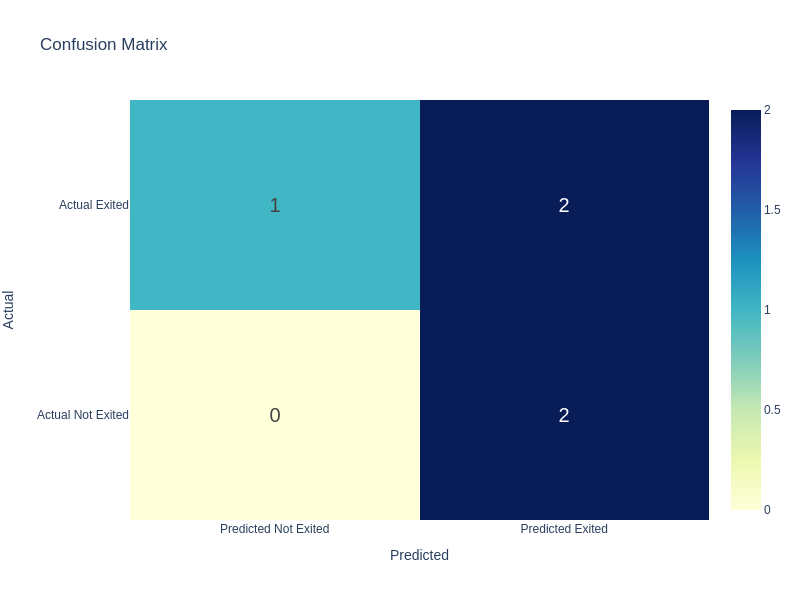 Confusion Matrix
Actual
Actual Exited
Actual Not Exited
1
2
0
2
Predicted Not Exited
Predicted Exited
Predicted
2
1.5
1
0.5
0